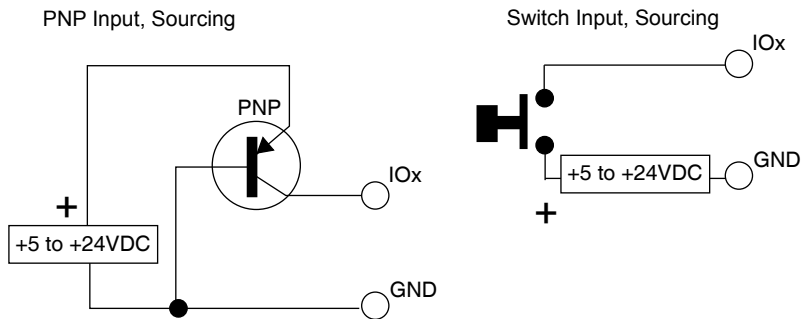 PNP Input, Sourcing
PNP
IOx
+
+5 to +24VDC
GND
Switch Input, Sourcing
IOx
GND
+5 to +24VDC
+